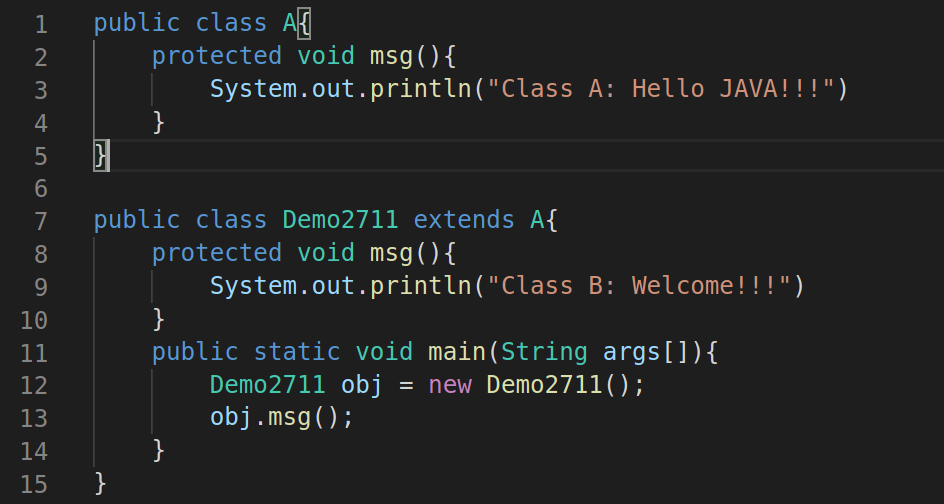 1 public class A{
2     protected void msg(){
3         System.out.println("Class A: Hello JAVA!!!")
4     }
5 }
6
7 public class Demo2711 extends A{
8     protected void msg(){
9         System.out.println("Class B: Welcome!!!")
10     }
11     public static void main(String args[]){
12         Demo2711 obj = new Demo2711();
13         obj.msg();
14     }
15 }